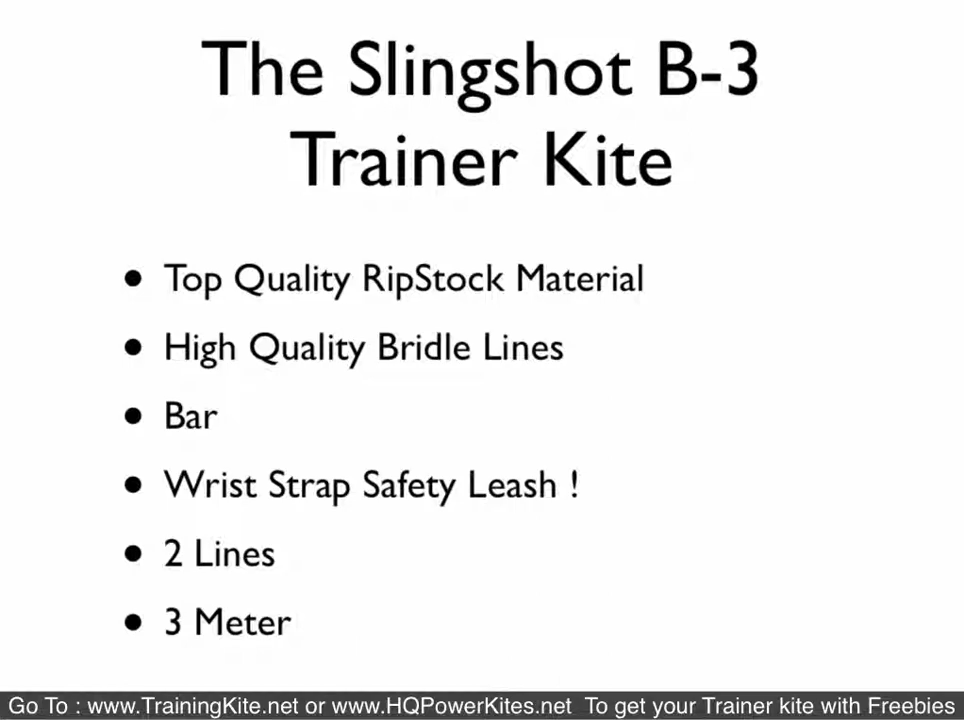 The Slingshot B-3
Trainer Kite
• Top Quality RipStock Material
• High Quality Bridle Lines
• Bar
• Wrist Strap Safety Leash !
• 2 Lines
• 3 Meter
Go To : www.TrainingKite.net or www.HQPowerKites.net To get your Trainer kite with Freebies